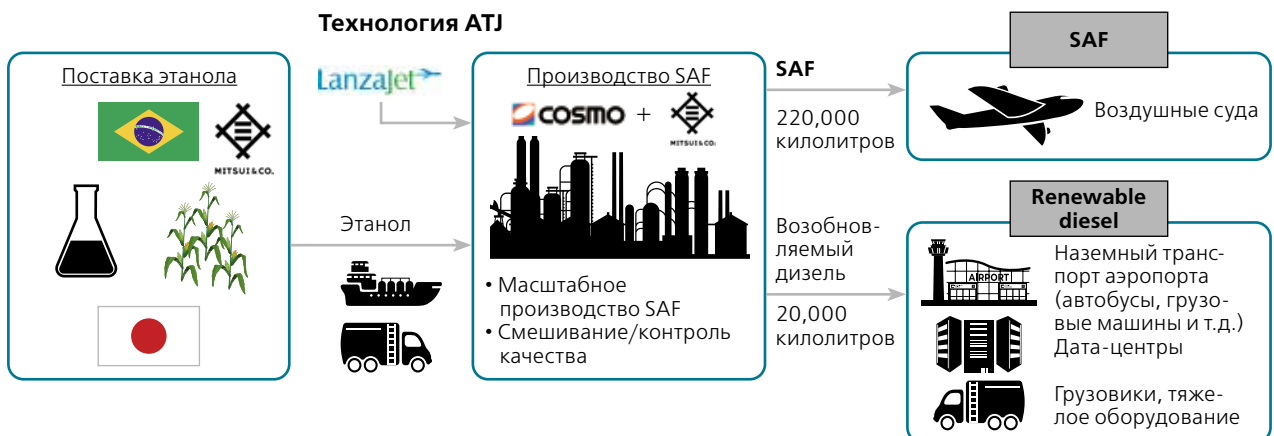 Технология ATJ
Поставка этанола
MITSUI & CO.
Этанол
LanzaJet
Производство SAF
COSMO +
MITSUI & CO.
• Масштабное
производство SAF
• Смешивание/контроль
качества
SAF
220,000
килолитров
Возобнов-
ляемый
дизель
20,000
килолитров
SAF
Воздушные суда
Renewable
diesel
AIRPORT
Наземный транс-
порт аэропорта
(автобусы, грузо-
вые машины и т.д.)
Дата-центры
Грузовики, тяже-
лое оборудование